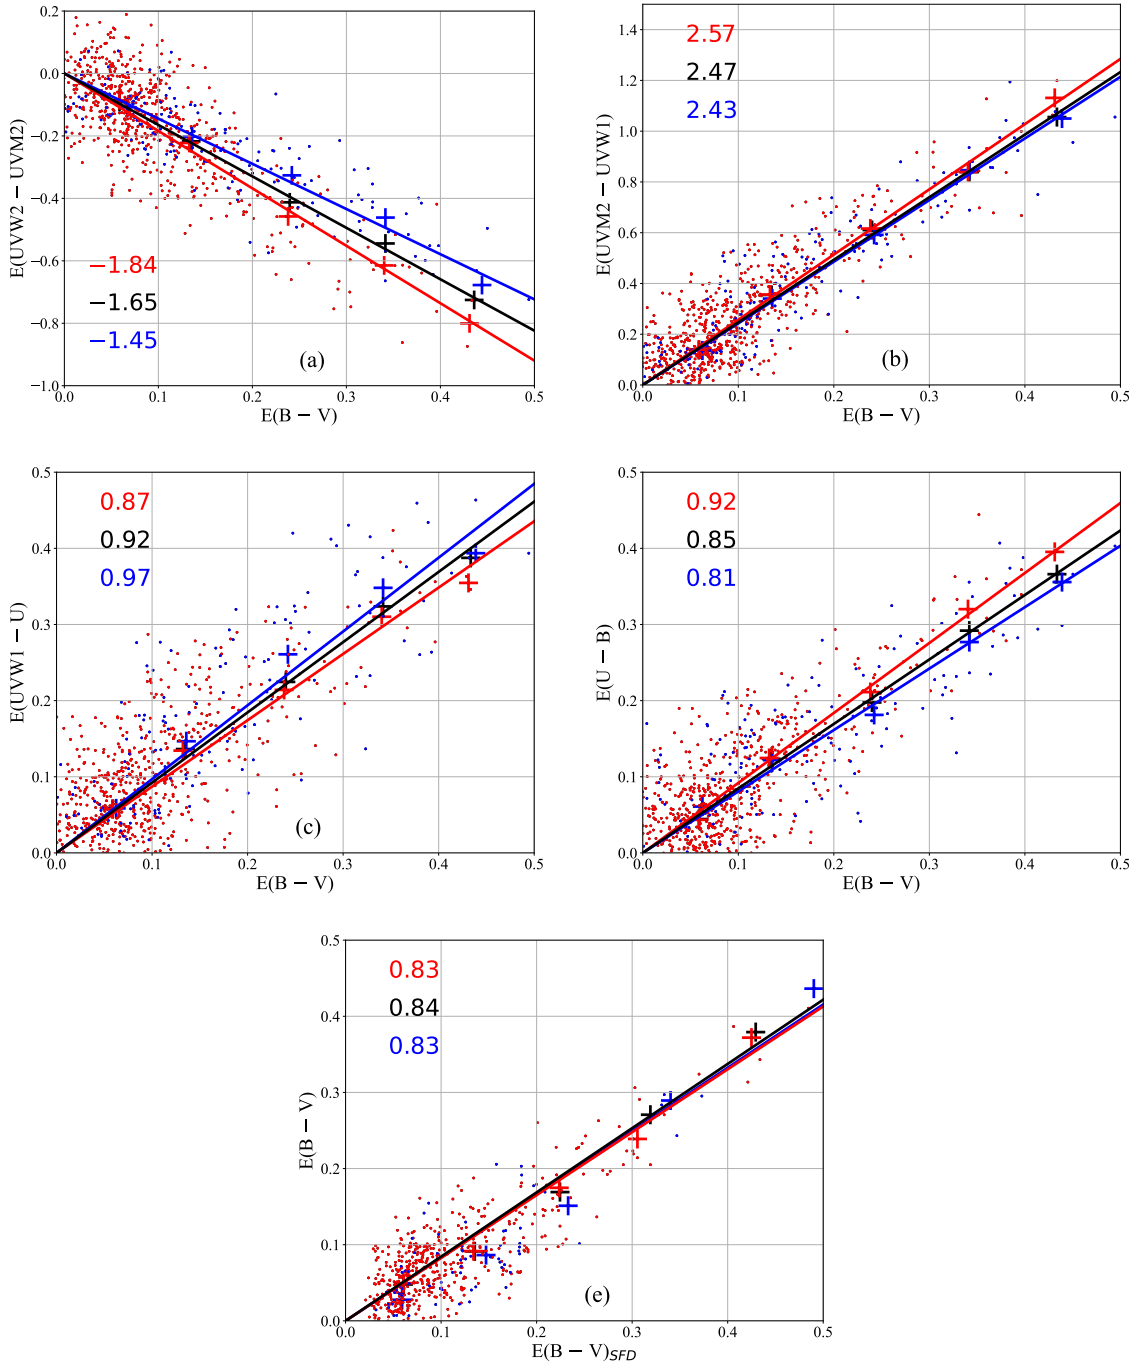 0.2
0.0
−0.2
−0.4
−0.6
−0.8
−1.0
E(UVW2 − UVM2)
−1.84
−1.65
−1.45
(a)
0.0 0.1 0.2 0.3 0.4 0.5
E(B − V)
1.4
1.2
1.0
0.8
0.6
0.4
0.2
0.0
E(UVM2 − UVW1)
2.57
2.47
2.43
(b)
0.0 0.1 0.2 0.3 0.4 0.5
E(B − V)
0.5
0.4
0.3
0.2
0.1
0.0
E(UVW1 − U)
0.87
0.92
0.97
(c)
0.0 0.1 0.2 0.3 0.4 0.5
E(B − V)
0.5
0.4
0.3
0.2
0.1
0.0
E(U − B)
0.92
0.85
0.81
0.0 0.1 0.2 0.3 0.4 0.5
E(B − V)
0.5
0.4
0.3
0.2
0.1
0.0
E(B − V)
0.83
0.84
0.83
(e)
0.0 0.1 0.2 0.3 0.4 0.5
E(B − V)SFD